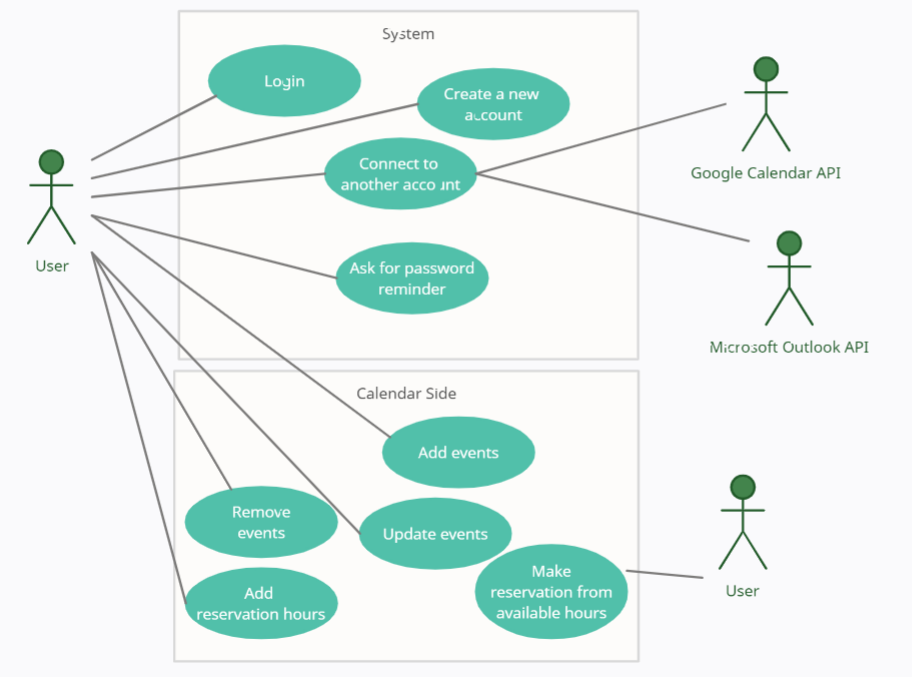 System
Login
Create a new
account
Connect to
another account
Google Calendar API
User
Ask for password
reminder
Microsoft Outlook API
Calendar Side
Add events
Remove
events
Update events
Make
reservation from
available hours
Add
reservation hours
User